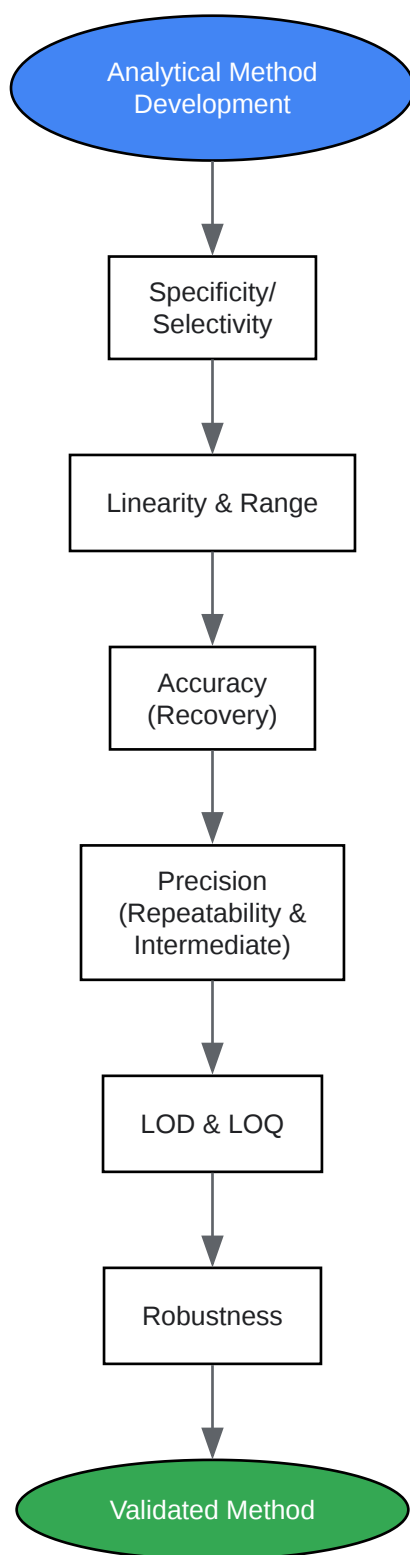 Analytical Method
Development
Specificity/
Selectivity
Linearity & Range
Accuracy
(Recovery)
Precision
(Repeatability &
Intermediate)
LOD & LOQ
Robustness
Validated Method